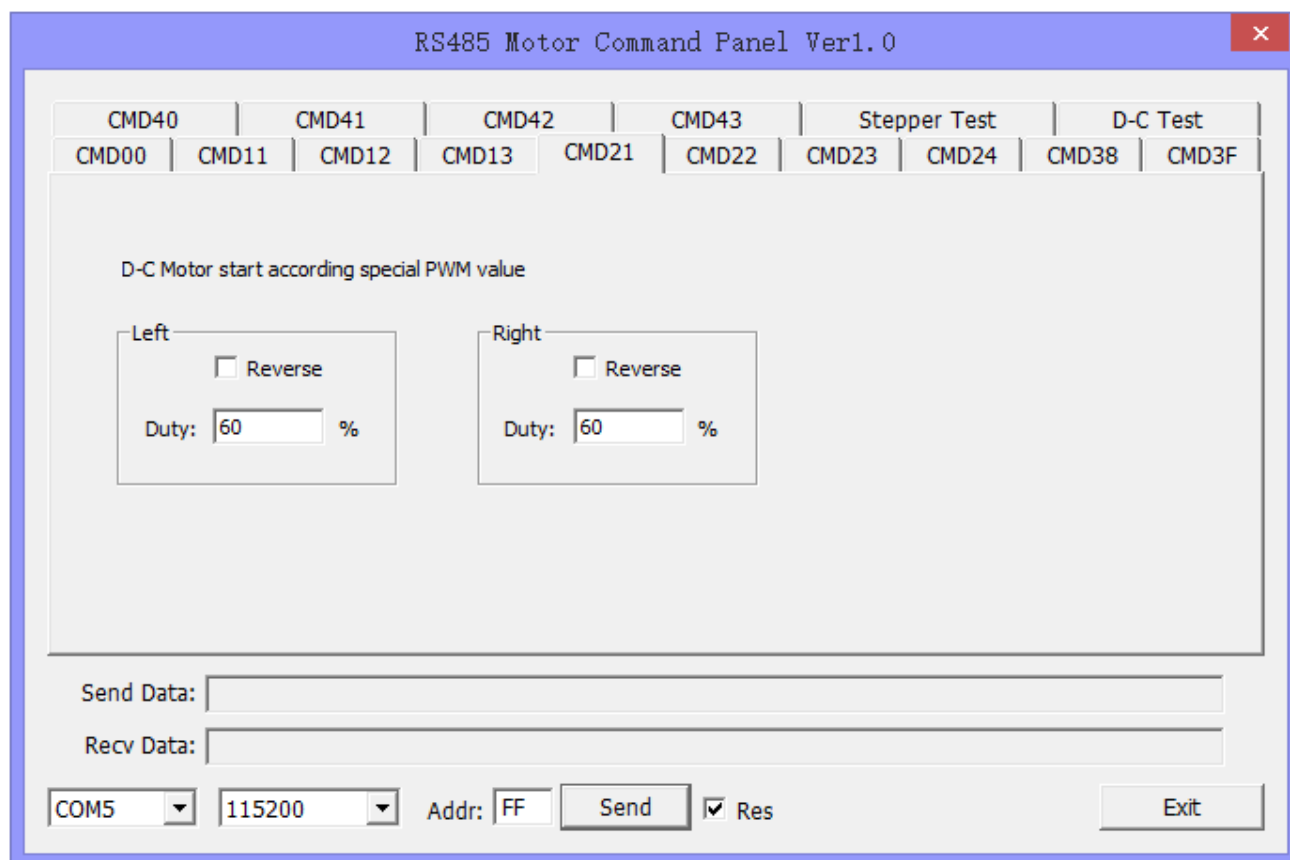 RS485 Motor Command Panel Ver1.0
CMD40 CMD41 CMD42 CMD43 Stepper Test D-C Test
CMD00 CMD11 CMD12 CMD13 CMD21 CMD22 CMD23 CMD24 CMD38 CMD3F
D-C Motor start according special PWM value
Left Right
Reverse Reverse
Duty: 60 % Duty: 60 %
Send Data:
Recv Data:
COM5 115200 Addr: FF Send Res Exit